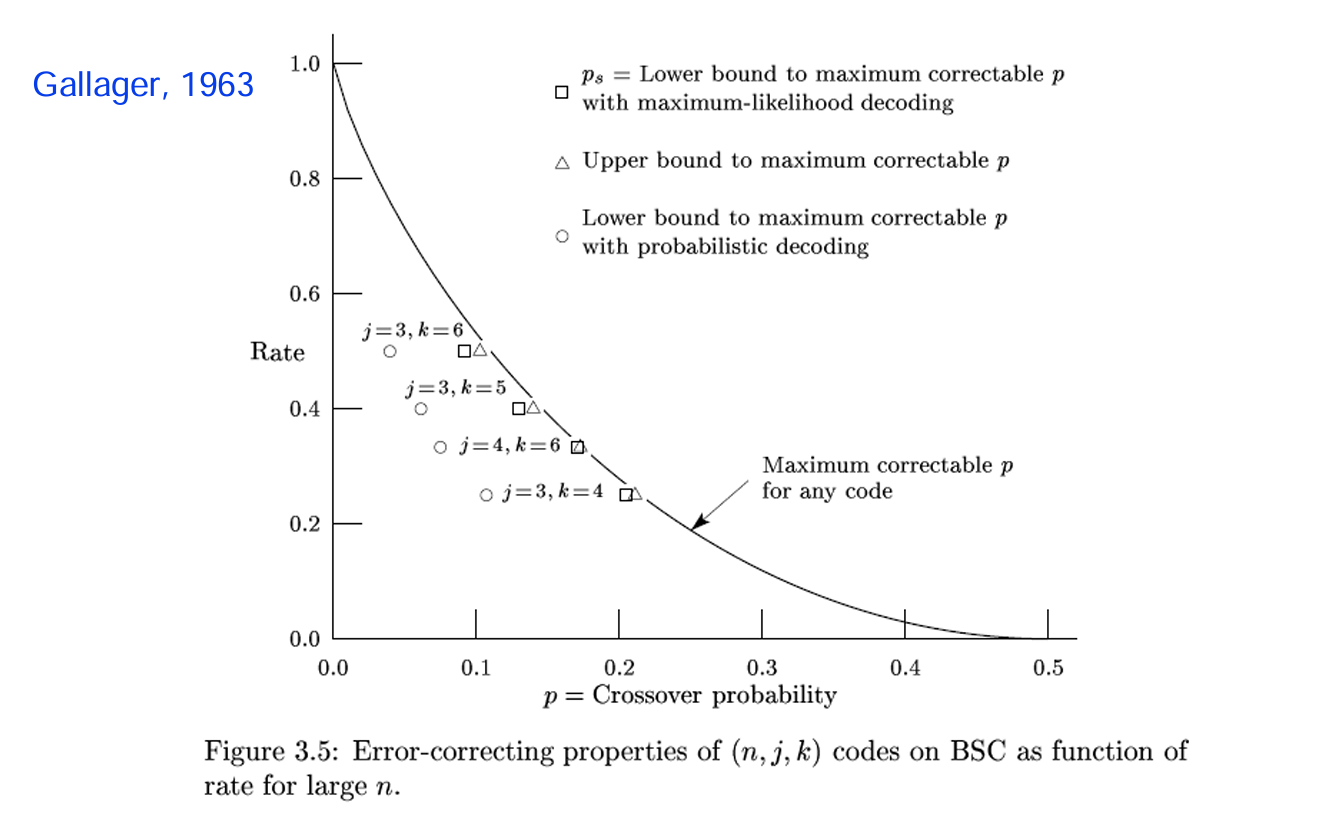 Gallager, 1963
1.0
0.8
0.6
0.4
0.2
0.0
Rate
□ p_s = Lower bound to maximum correctable p
with maximum-likelihood decoding
△ Upper bound to maximum correctable p
○ Lower bound to maximum correctable p
with probabilistic decoding
j=3, k=6
j=3, k=5
j=4, k=6
j=3, k=4
Maximum correctable p
for any code
0.0 0.1 0.2 0.3 0.4 0.5
p = Crossover probability
Figure 3.5: Error-correcting properties of (n, j, k) codes on BSC as function of
rate for large n.